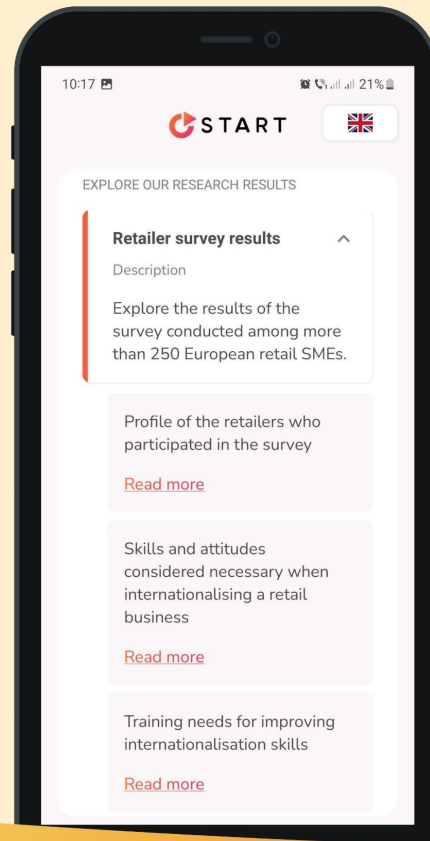 10:17 21%
START
EXPLORE OUR RESEARCH RESULTS
Retailer survey results
Description
Explore the results of the
survey conducted among more
than 250 European retail SMEs.
Profile of the retailers who
participated in the survey
Read more
Skills and attitudes
considered necessary when
internationalising a retail
business
Read more
Training needs for improving
internationalisation skills
Read more